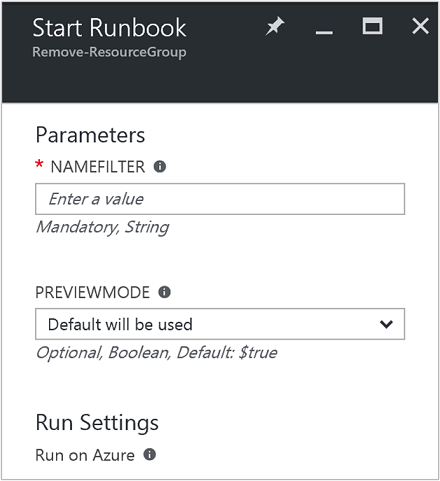 Start Runbook
Remove-ResourceGroup
Parameters
* NAMEFILTER
Enter a value
Mandatory, String
PREVIEWMODE
Default will be used
Optional, Boolean, Default: $true
Run Settings
Run on Azure